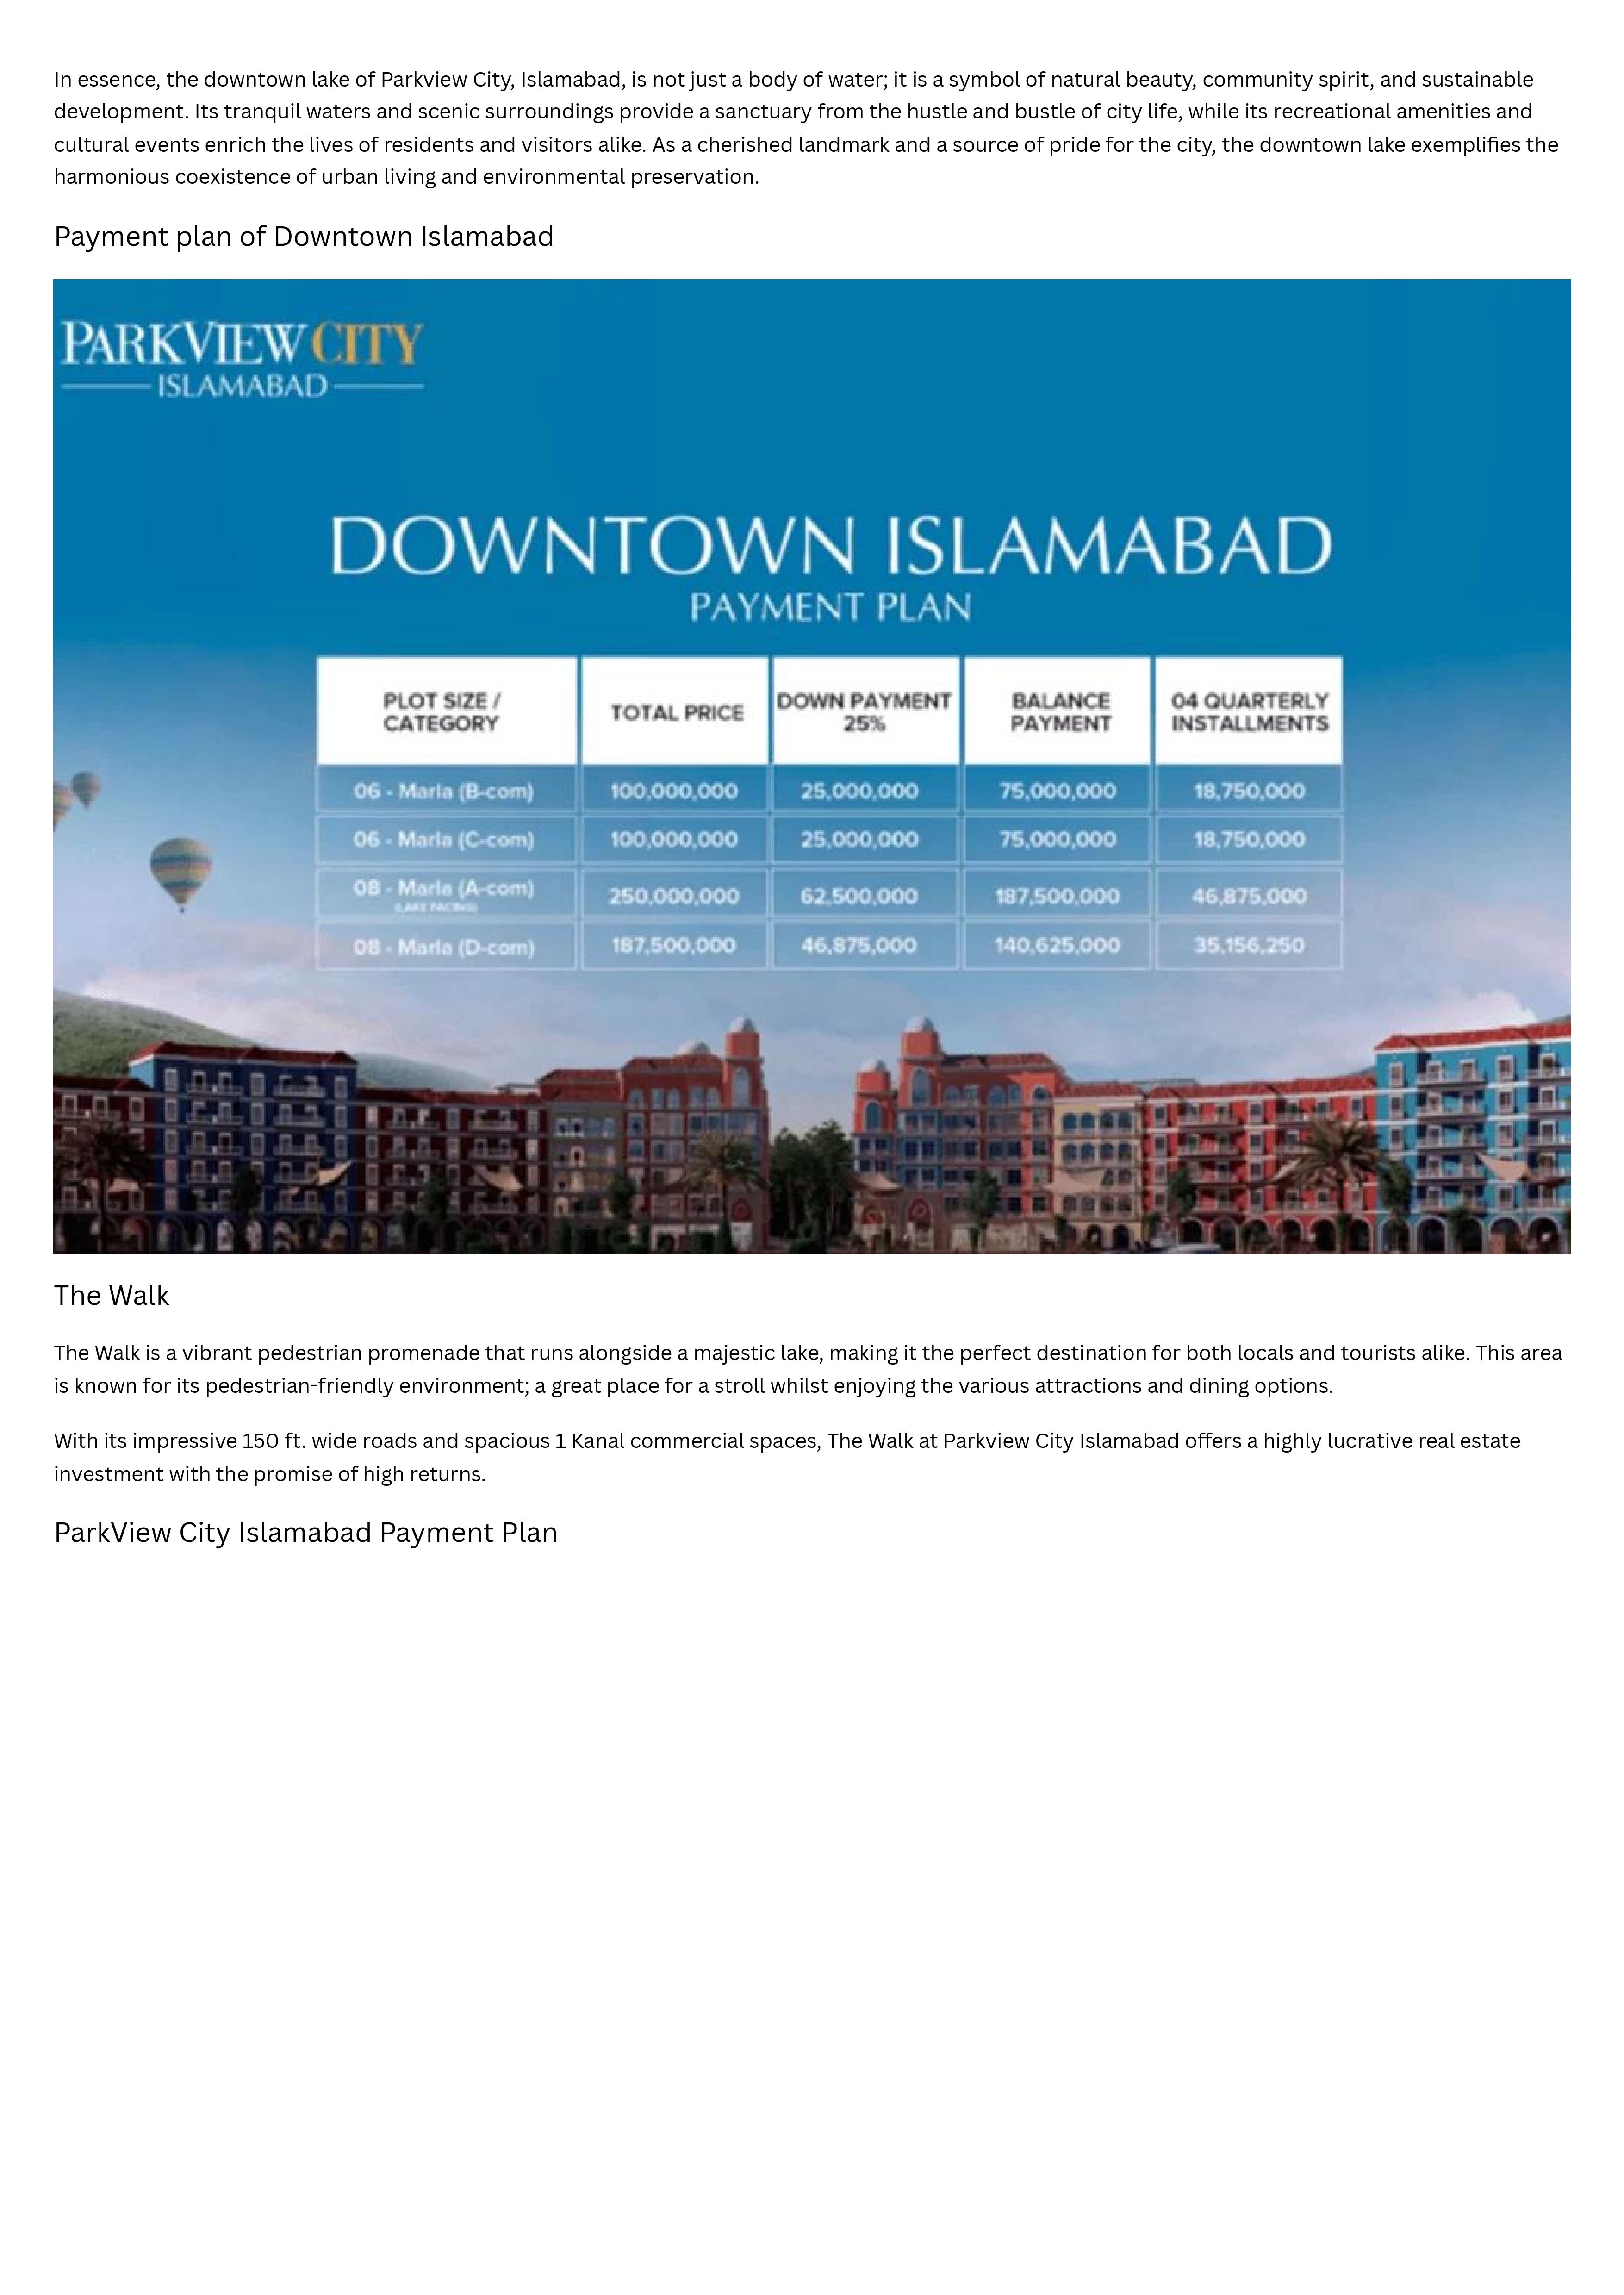 In essence, the downtown lake of Parkview City, Islamabad, is not just a body of water; it is a symbol of natural beauty, community spirit, and sustainable
development. Its tranquil waters and scenic surroundings provide a sanctuary from the hustle and bustle of city life, while its recreational amenities and
cultural events enrich the lives of residents and visitors alike. As a cherished landmark and a source of pride for the city, the downtown lake exemplifies the
harmonious coexistence of urban living and environmental preservation.
Payment plan of Downtown Islamabad
PARKVIEW CITY
ISLAMABAD
DOWNTOWN ISLAMABAD
PAYMENT PLAN
PLOT SIZE / CATEGORY TOTAL PRICE DOWN PAYMENT 25% BALANCE PAYMENT 04 QUARTERLY INSTALLMENTS
06 - Marla (B-com) 100,000,000 25,000,000 75,000,000 18,750,000
06 - Marla (C-com) 100,000,000 25,000,000 75,000,000 18,750,000
08 - Marla (A-com) 250,000,000 62,500,000 187,500,000 46,875,000
(LAKE FACING)
08 - Marla (D-com) 187,500,000 46,875,000 140,625,000 35,156,250
The Walk
The Walk is a vibrant pedestrian promenade that runs alongside a majestic lake, making it the perfect destination for both locals and tourists alike. This area
is known for its pedestrian-friendly environment; a great place for a stroll whilst enjoying the various attractions and dining options.
With its impressive 150 ft. wide roads and spacious 1 Kanal commercial spaces, The Walk at Parkview City Islamabad offers a highly lucrative real estate
investment with the promise of high returns.
ParkView City Islamabad Payment Plan